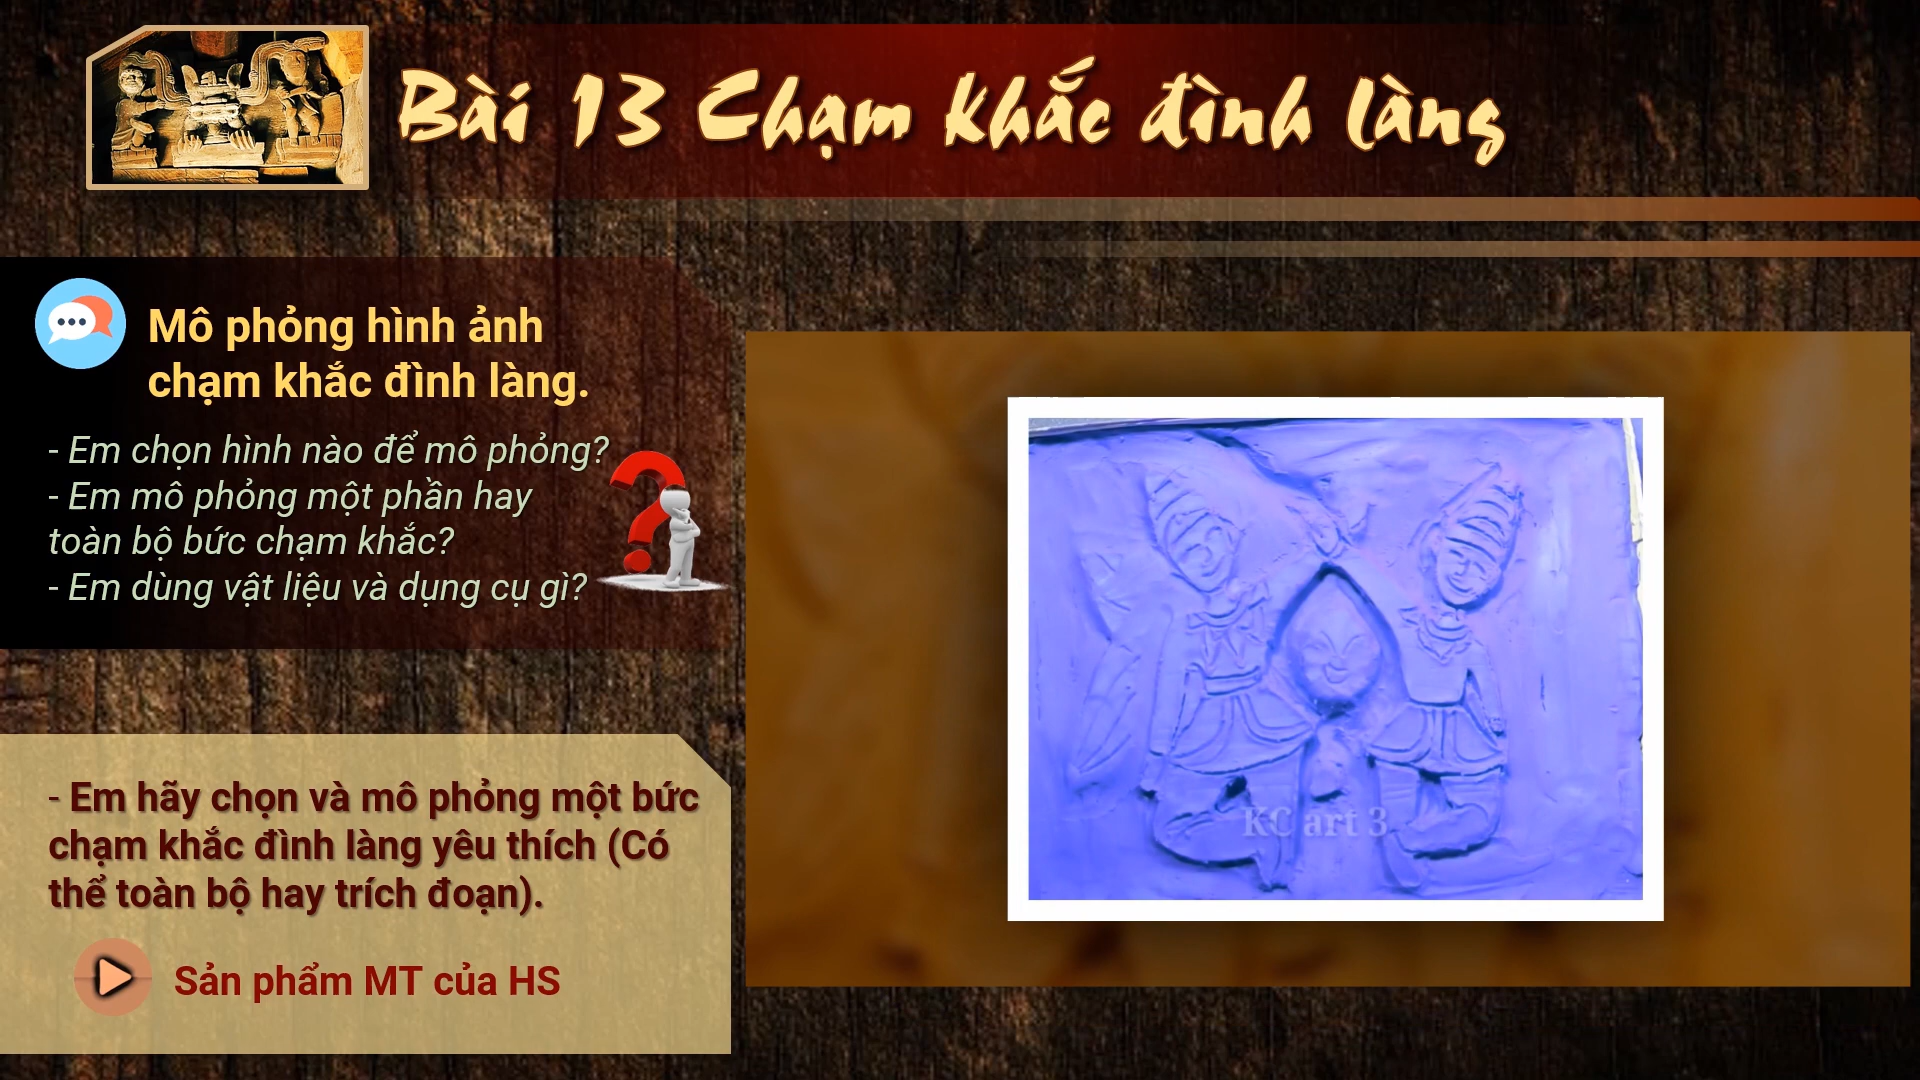 Bài 13 Chạm khắc đình làng
Mô phỏng hình ảnh
chạm khắc đình làng.
- Em chọn hình nào để mô phỏng?
- Em mô phỏng một phần hay
toàn bộ bức chạm khắc?
- Em dùng vật liệu và dụng cụ gì?
- Em hãy chọn và mô phỏng một bức
chạm khắc đình làng yêu thích (Có
thể toàn bộ hay trích đoạn).
Sản phẩm MT của HS
KC art 3